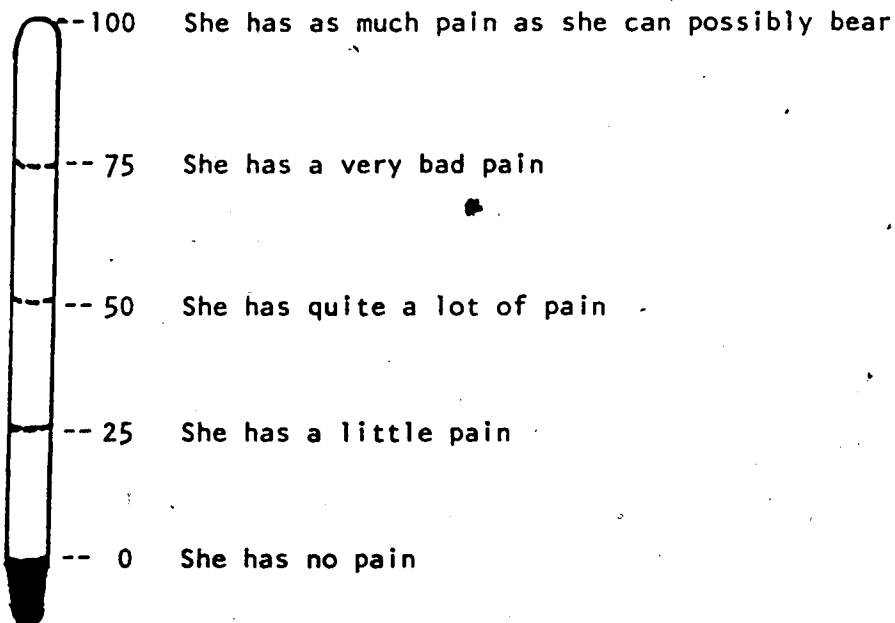 --100 She has as much pain as she can possibly bear
-- 75 She has a very bad pain
-- 50 She has quite a lot of pain
-- 25 She has a little pain
-- 0 She has no pain